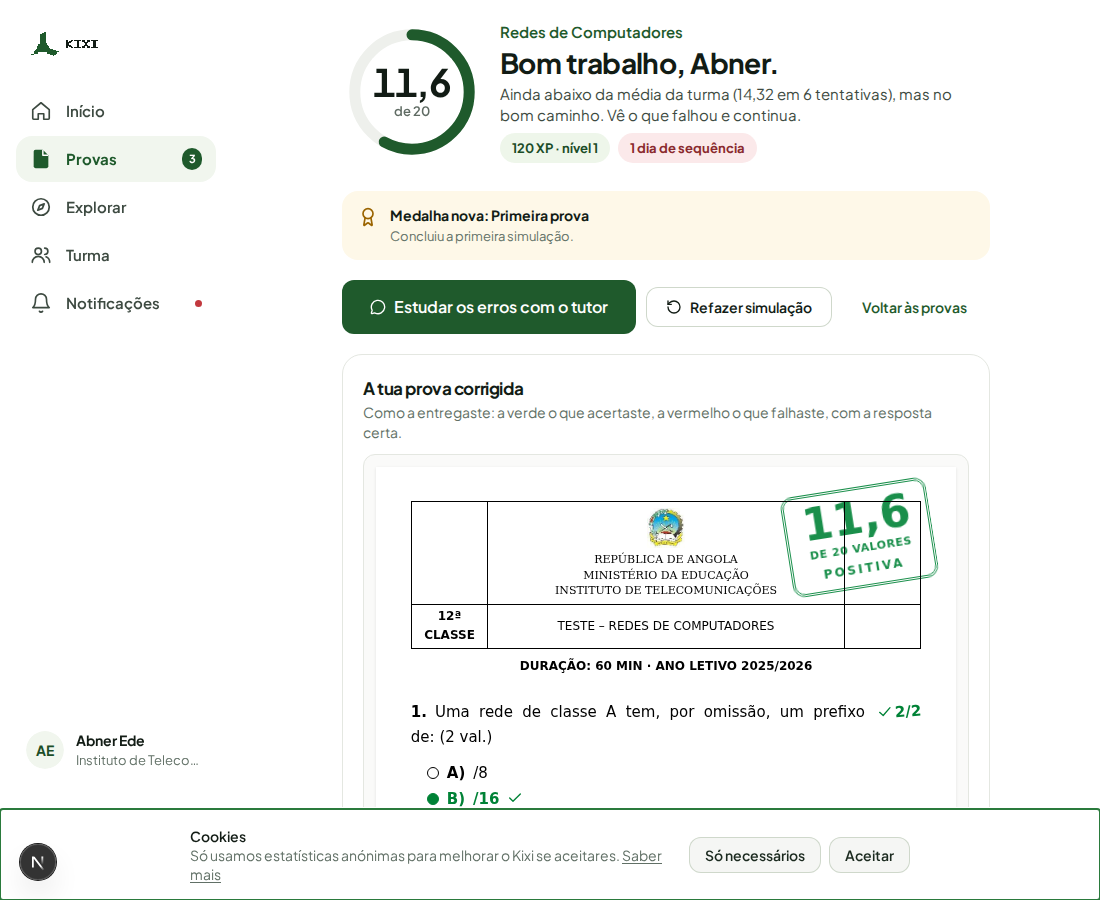 KIXI
Início
Provas 3
Explorar
Turma
Notificações
Abner Ede
AE
Instituto de Teleco...
11,6
de 20
Redes de Computadores
Bom trabalho, Abner.
Ainda abaixo da média da turma (14,32 em 6 tentativas), mas no
bom caminho. Vê o que falhou e continua.
120 XP · nível 1
1 dia de sequência
Medalha nova: Primeira prova
Concluiu a primeira simulação.
Estudar os erros com o tutor
Refazer simulação
Voltar às provas
A tua prova corrigida
Como a entregaste: a verde o que acertaste, a vermelho o que falhaste, com a resposta
certa.
11,6
DE 20 VALORES
POSITIVA
REPÚBLICA DE ANGOLA
MINISTÉRIO DA EDUCAÇÃO
INSTITUTO DE TELECOMUNICAÇÕES
12ª
CLASSE
TESTE – REDES DE COMPUTADORES
DURAÇÃO: 60 MIN · ANO LETIVO 2025/2026
1. Uma rede de classe A tem, por omissão, um prefixo
de: (2 val.)
✓ 2/2
A) /8
B) /16 ✓
Cookies
Só usamos estatísticas anónimas para melhorar o Kixi se aceitares. Saber
mais
Só necessários
Aceitar
N